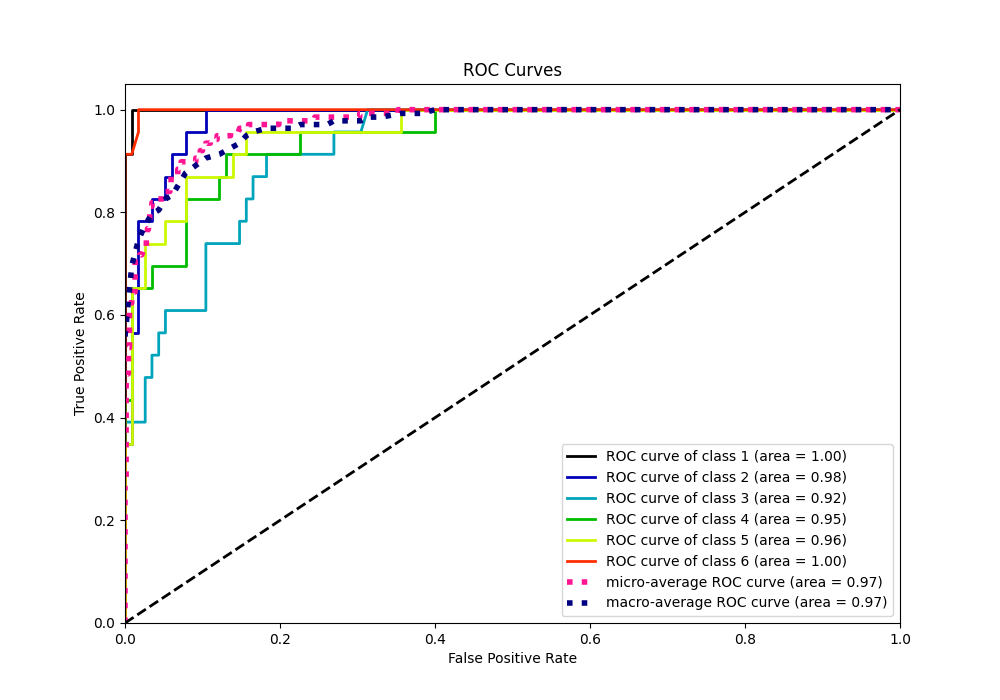 ROC Curves
True Positive Rate
1.0
0.8
0.6
0.4
0.2
0.0
0.0 0.2 0.4 0.6 0.8 1.0
False Positive Rate
ROC curve of class 1 (area = 1.00)
ROC curve of class 2 (area = 0.98)
ROC curve of class 3 (area = 0.92)
ROC curve of class 4 (area = 0.95)
ROC curve of class 5 (area = 0.96)
ROC curve of class 6 (area = 1.00)
micro-average ROC curve (area = 0.97)
macro-average ROC curve (area = 0.97)